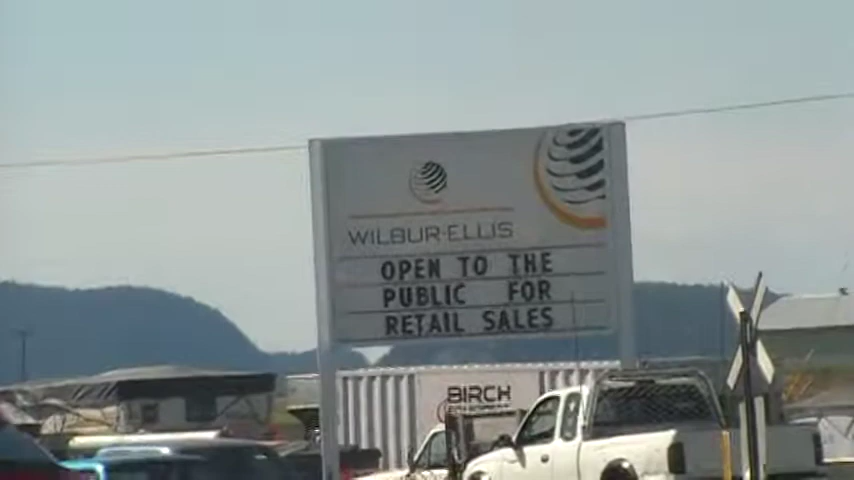 WILBUR-ELLIS
OPEN TO THE
PUBLIC FOR
RETAIL SALES
BIRCH